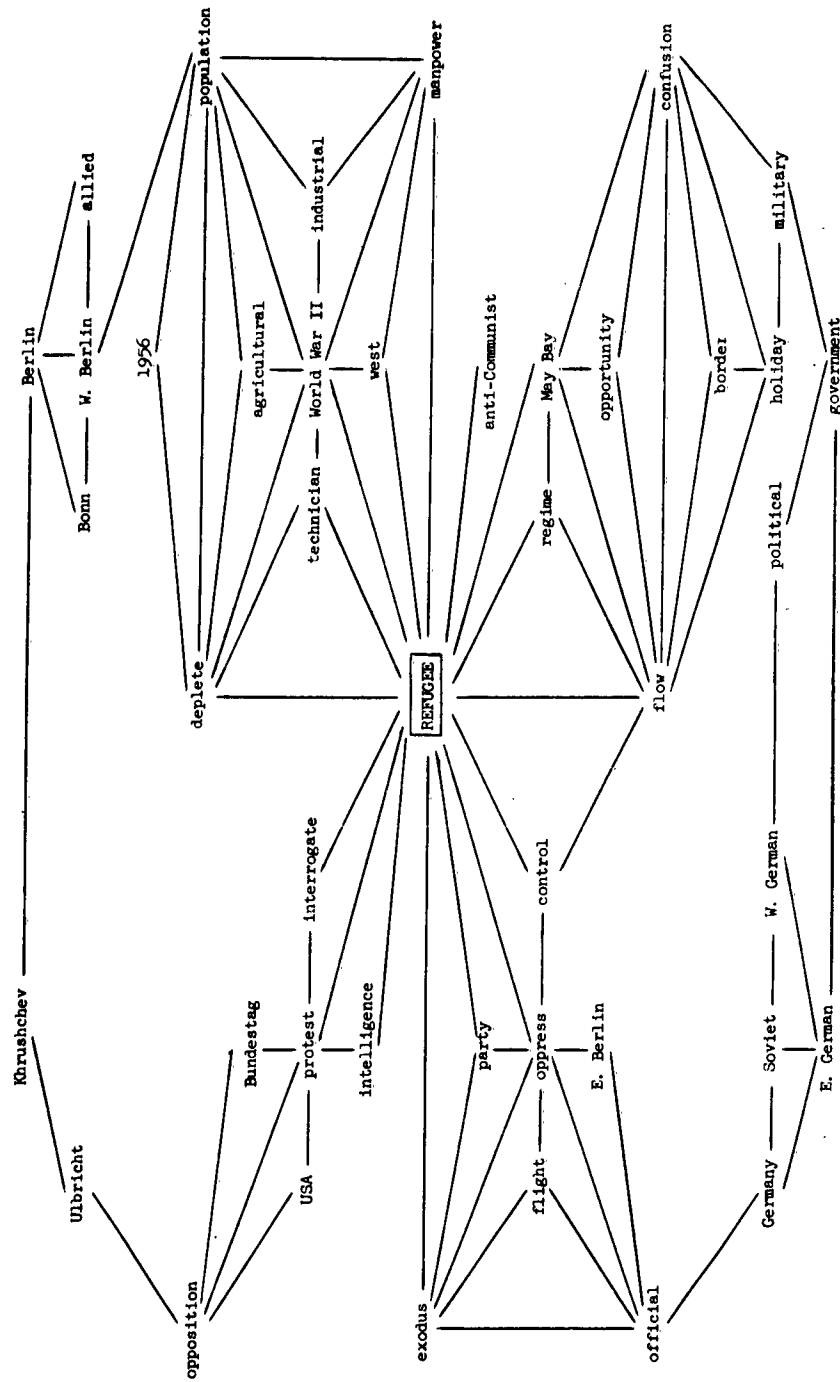 Khrushchev Berlin
Ulbricht Bonn W. Berlin allied
1956
opposition deplete population
Bundestag agricultural
USA protest interrogate technician World War II industrial
intelligence west
exodus REFUGEE manpower
party anti-Communist
flight oppress control regime May Bay
E. Berlin opportunity
official flow confusion
border
Germany Soviet W. German political holiday military
E. German government